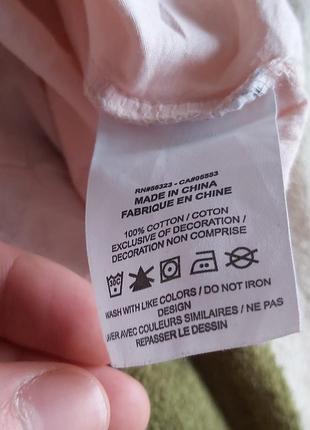 RN#56323 - CA#05553
MADE IN CHINA
FABRIQUE EN CHINE
100% COTTON / COTON
EXCLUSIVE OF DECORATION /
DECORATION NON COMPRISE
30C
WASH WITH LIKE COLORS / DO NOT IRON
DESIGN
LAVER AVEC COULEURS SIMILAIRES / NE PAS
REPASSER LE DESSIN